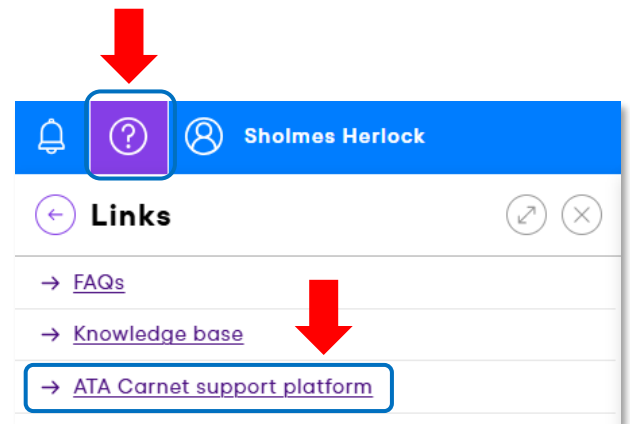 ? Sholmes Herlock
Links
FAQs
Knowledge base
ATA Carnet support platform